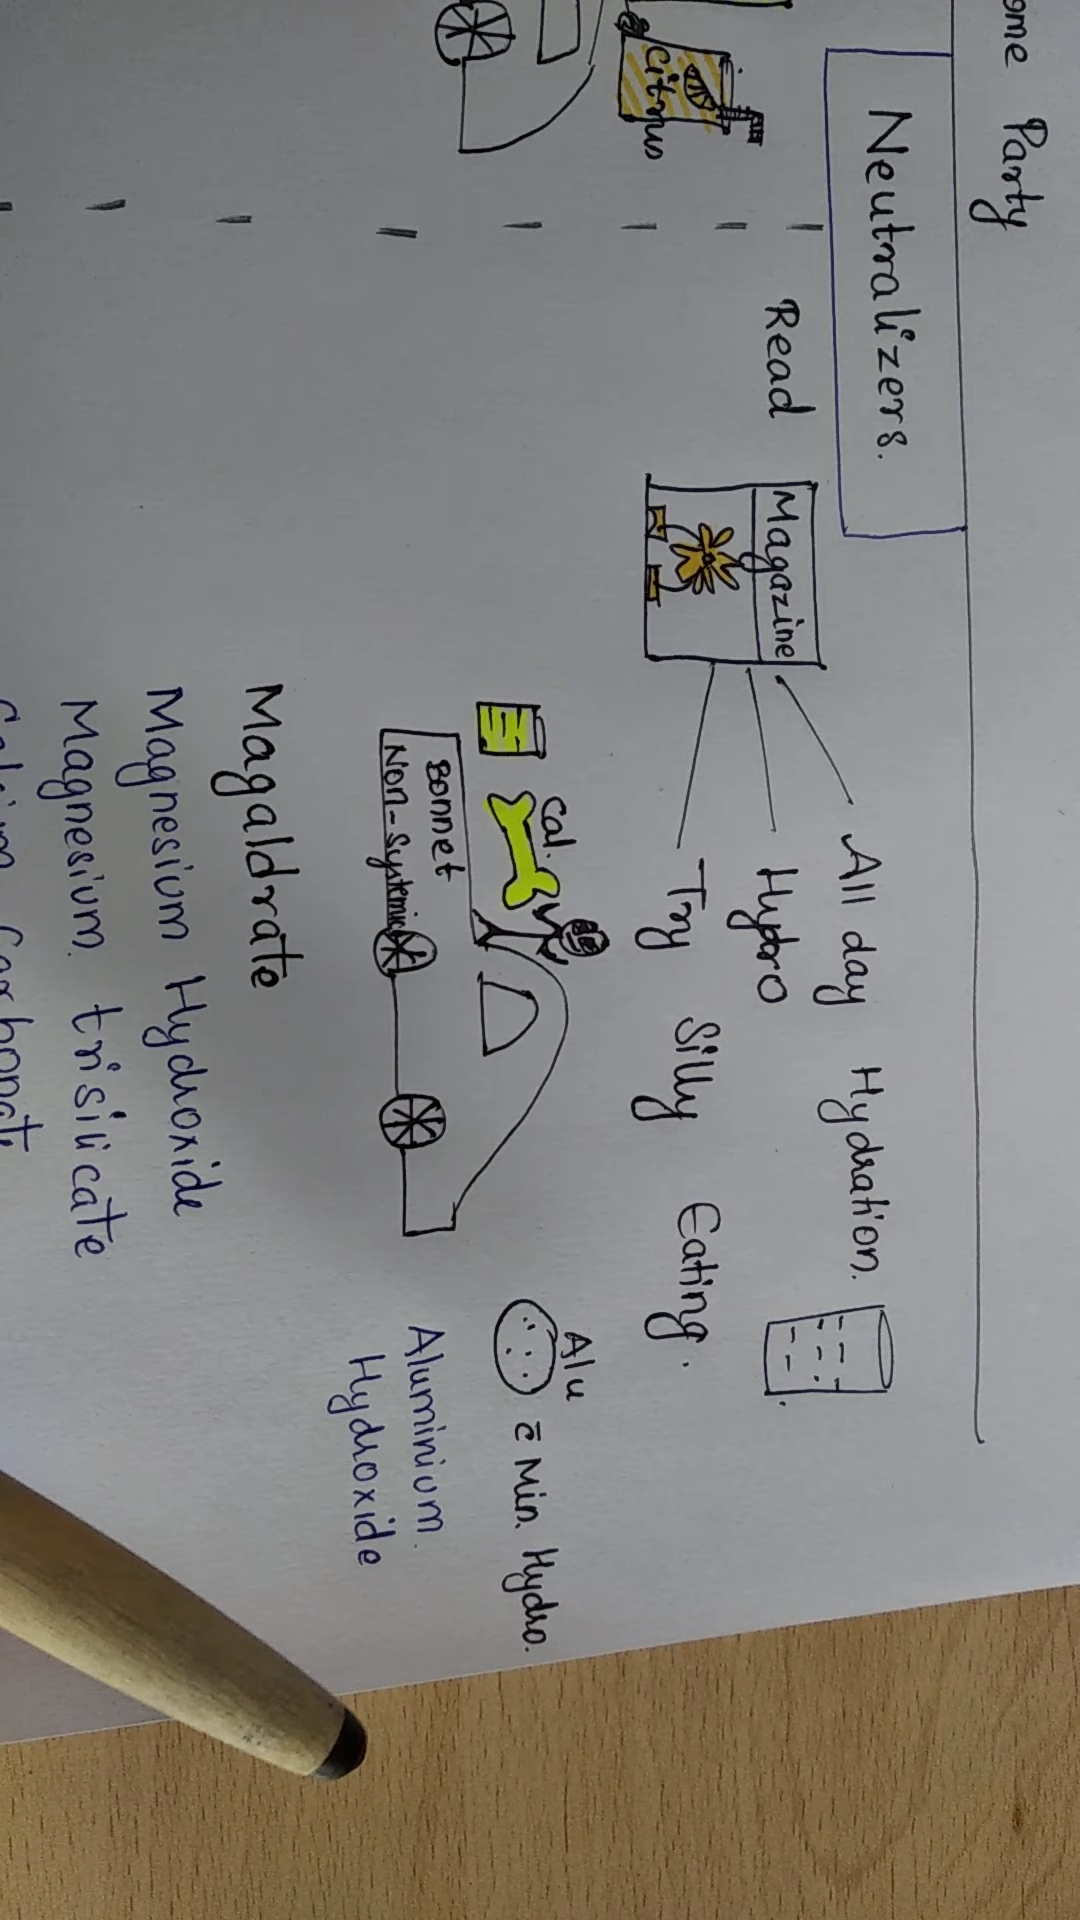 ome Party
Neutralizers.
citrus
Read
Magazine
All day Hydration.
Hydro
Try Silly Eating.
Cal.
Bonnet
Non-Systemic
Alu
c̄ Min. Hydro.
Aluminium
Hydroxide
Magaldrate
Magnesium Hydroxide
Magnesium trisilicate